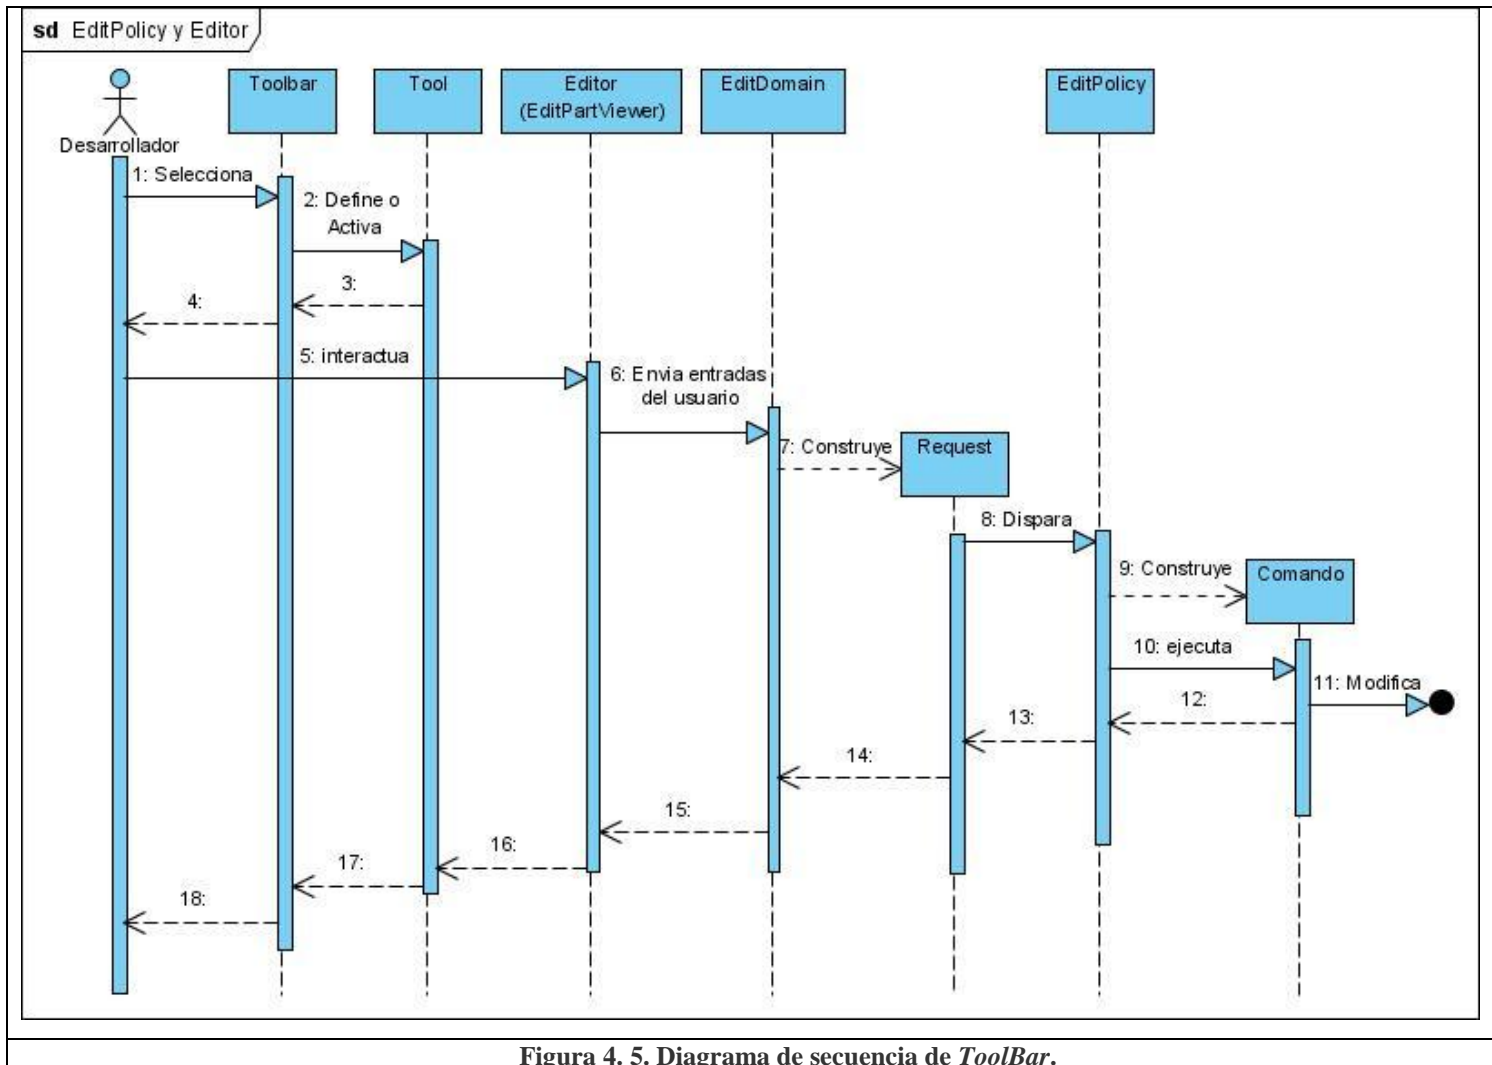 sd EditPolicy y Editor
Toolbar
Tool
Editor
(EditPartViewer)
EditDomain
EditPolicy
Desarrollador
1: Selecciona
2: Define o
Activa
3:
4:
5: interactua
6: Envia entradas
del usuario
7: Construye
Request
8: Dispara
9: Construye
Comando
10: ejecuta
11: Modifica
12:
13:
14:
15:
16:
17:
18:
Figura 4. 5. Diagrama de secuencia de ToolBar.